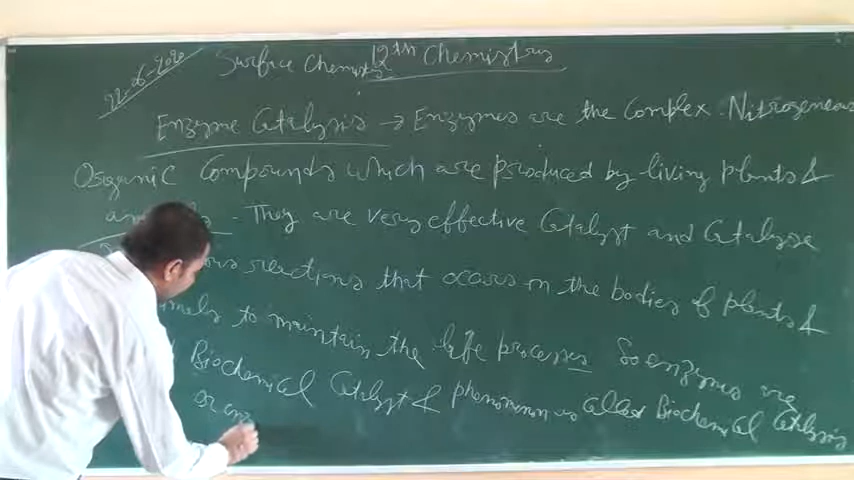 22-06-2020 Surface Chemistry 12th Chemistry
Enzyme Catalysis → Enzymes are the Complex Nitrogeneous
Organic Compounds which are produced by living plants &
They are very effective Catalyst and Catalyse
reactions that occurs in the bodies of plants &
to maintain the life processes So enzymes are
Biochemical Catalyst & phenomenon is called Biochemical Catalysis
or en